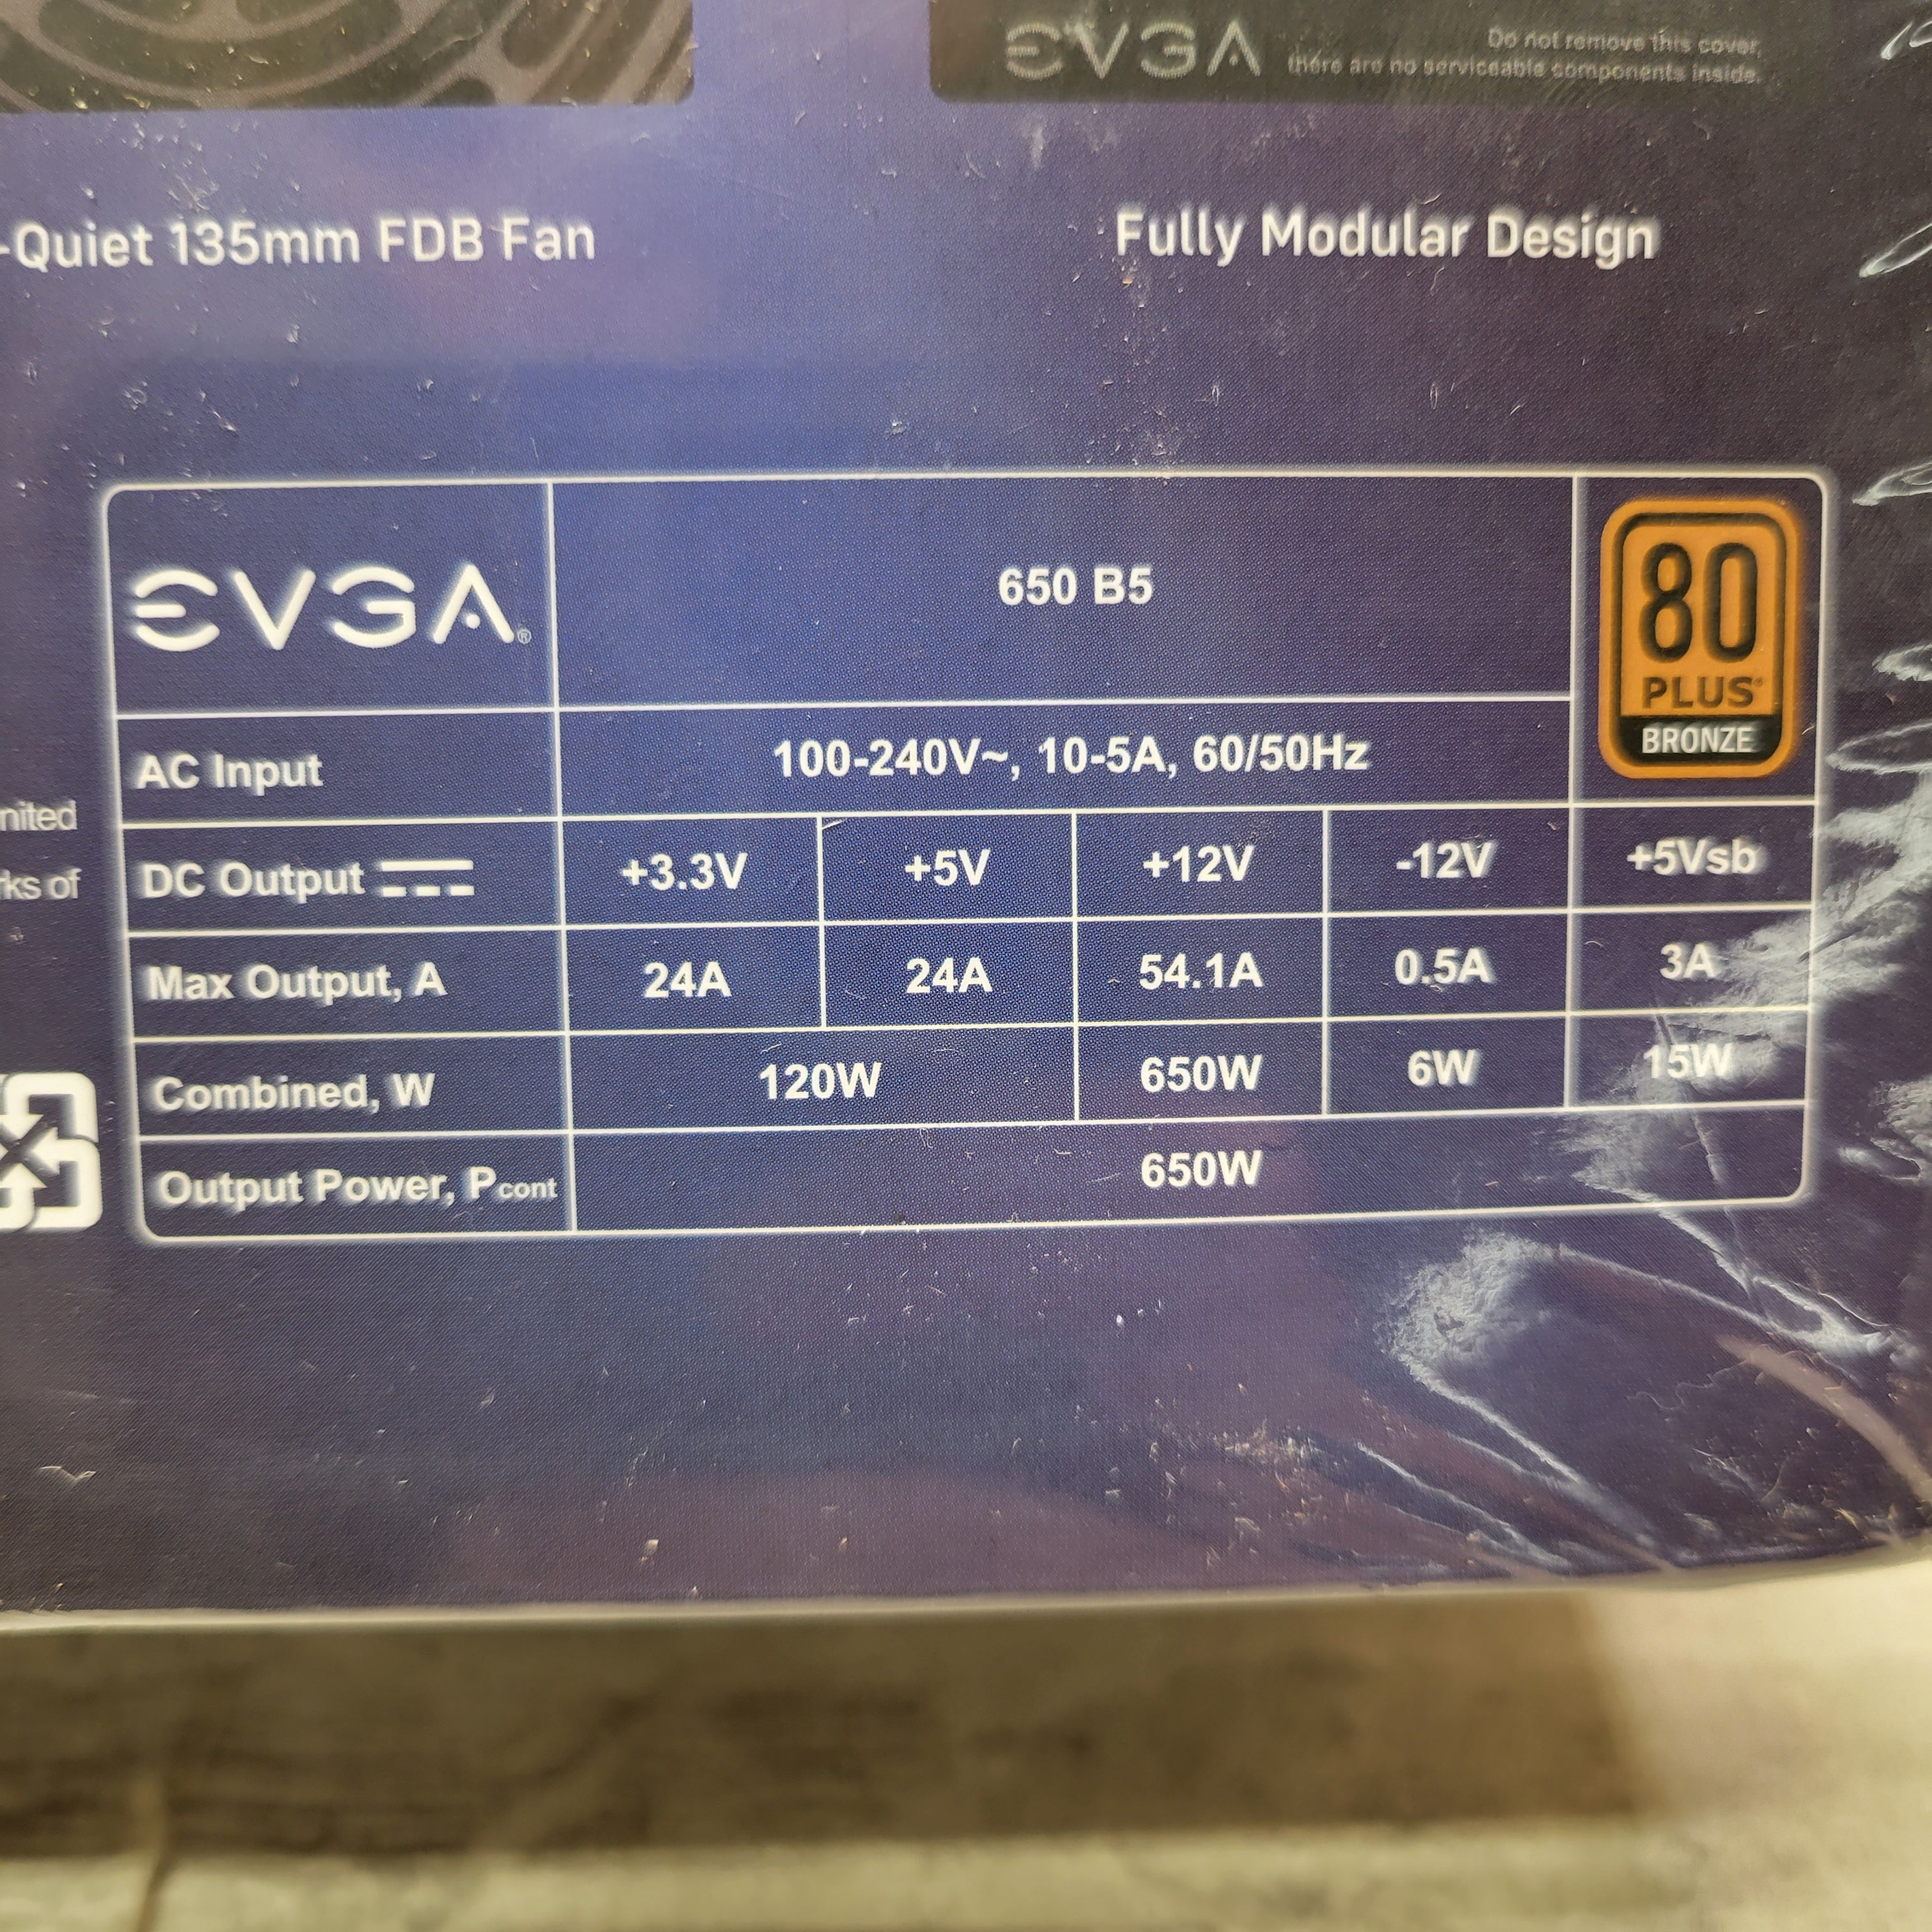 EVGA
Do not remove this cover,
there are no serviceable components inside.
-Quiet 135mm FDB Fan
Fully Modular Design
EVGA®
650 B5
80
PLUS®
BRONZE
AC Input
100-240V~, 10-5A, 60/50Hz
DC Output
+3.3V
+5V
+12V
-12V
+5Vsb
Max Output, A
24A
24A
54.1A
0.5A
3A
Combined, W
120W
650W
6W
15W
Output Power, Pcont
650W
nited
rks of